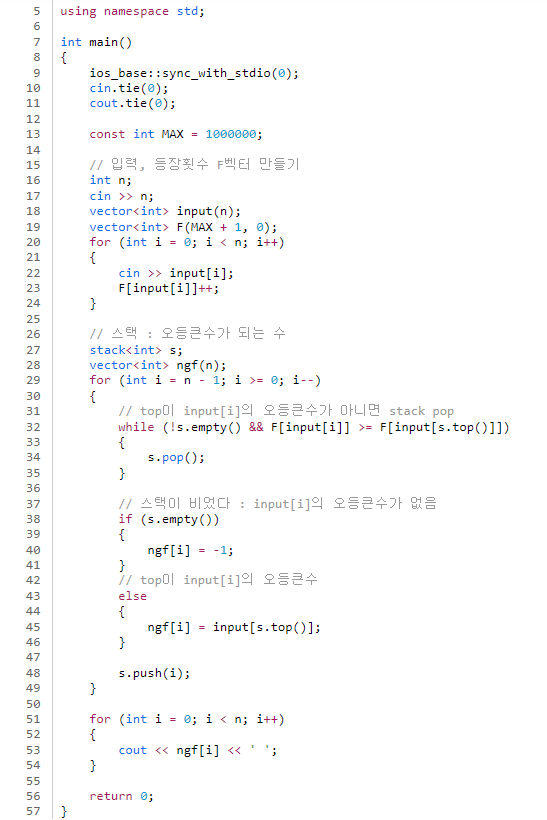 5 using namespace std;
6
7 int main()
8 {
9     ios_base::sync_with_stdio(0);
10     cin.tie(0);
11     cout.tie(0);
12
13     const int MAX = 1000000;
14
15     // 입력, 등장횟수 F벡터 만들기
16     int n;
17     cin >> n;
18     vector<int> input(n);
19     vector<int> F(MAX + 1, 0);
20     for (int i = 0; i < n; i++)
21     {
22         cin >> input[i];
23         F[input[i]]++;
24     }
25
26     // 스택 : 오등큰수가 되는 수
27     stack<int> s;
28     vector<int> ngf(n);
29     for (int i = n - 1; i >= 0; i--)
30     {
31         // top이 input[i]의 오등큰수가 아니면 stack pop
32         while (!s.empty() && F[input[i]] >= F[input[s.top()]])
33         {
34             s.pop();
35         }
36
37         // 스택이 비었다 : input[i]의 오등큰수가 없음
38         if (s.empty())
39         {
40             ngf[i] = -1;
41         }
42         // top이 input[i]의 오등큰수
43         else
44         {
45             ngf[i] = input[s.top()];
46         }
47
48         s.push(i);
49     }
50
51     for (int i = 0; i < n; i++)
52     {
53         cout << ngf[i] << ' ';
54     }
55
56     return 0;
57 }